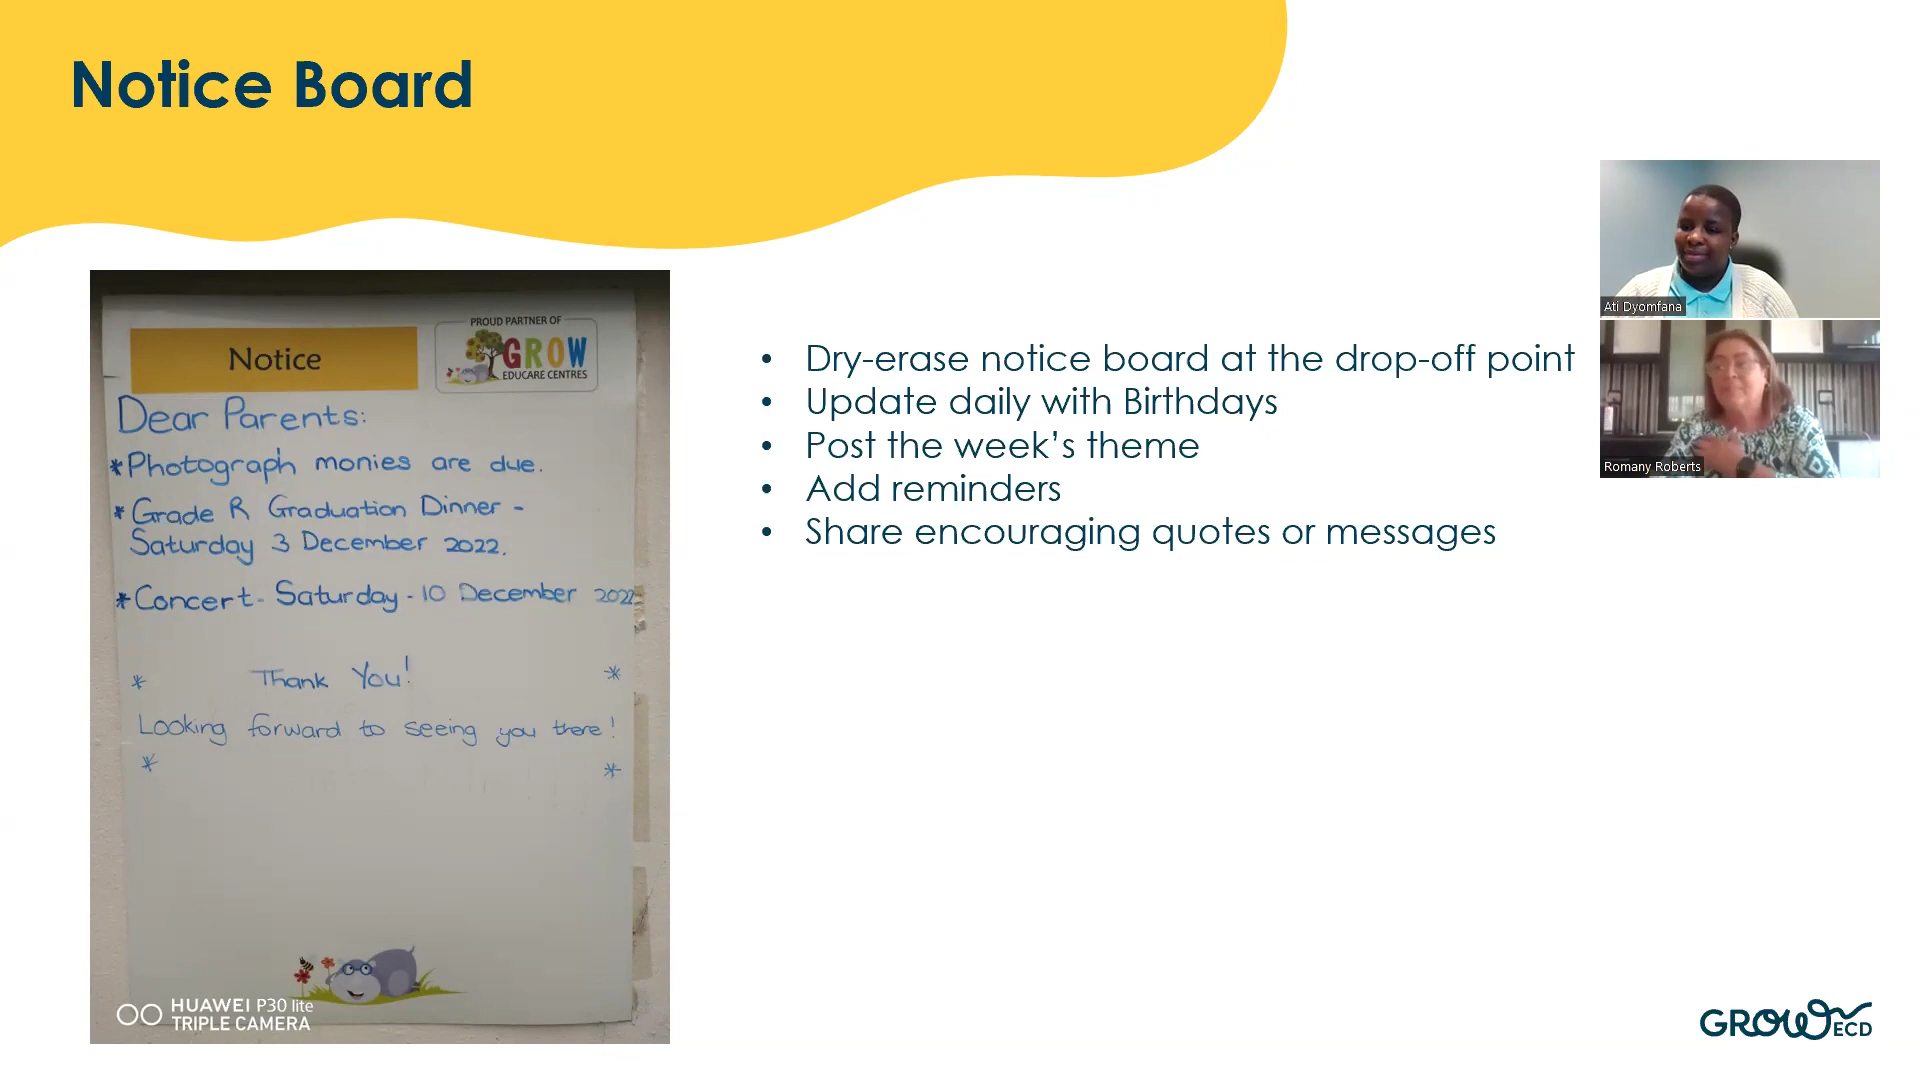 Notice Board
Notice
PROUD PARTNER OF
GROW
EDUCARE CENTRES
Dear Parents:
*Photograph monies are due.
*Grade R Graduation Dinner -
Saturday 3 December 2022.
*Concert - Saturday - 10 December 2022
* Thank You! *
Looking forward to seeing you there!
* *
HUAWEI P30 lite
TRIPLE CAMERA
• Dry-erase notice board at the drop-off point
• Update daily with Birthdays
• Post the week’s theme
• Add reminders
• Share encouraging quotes or messages
Ati Dyomfana
Romany Roberts
GROW ECD